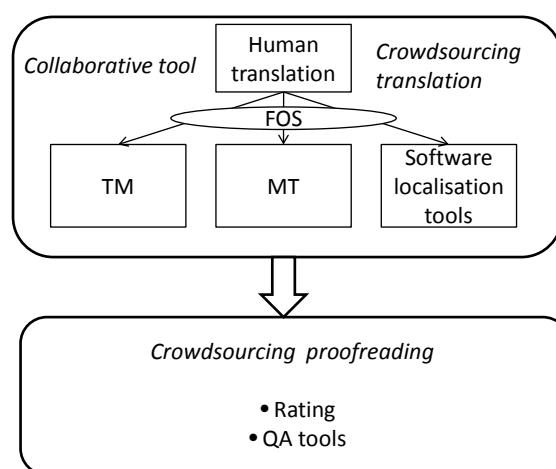 Collaborative tool
Human
translation
Crowdsourcing
translation
FOS
TM
MT
Software
localisation
tools
Crowdsourcing proofreading
• Rating
• QA tools